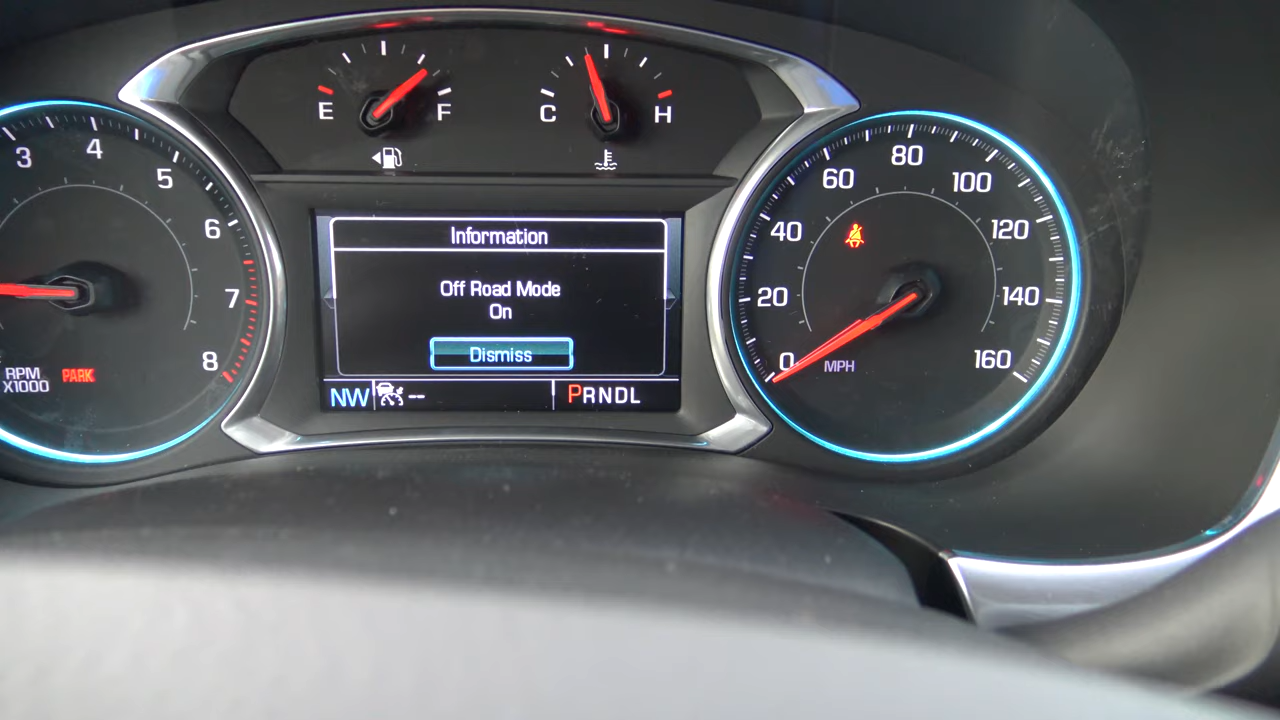 E F
C H
3 4 5 6 7 8
RPM
X1000
PARK
Information
Off Road Mode
On
Dismiss
NW --
PRNDL
0 20 40 60 80 100 120 140 160
MPH